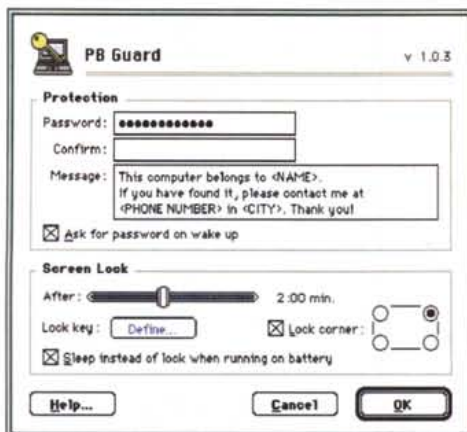 PB Guard
v 1.0.3
Protection
Password: ●●●●●●●●●●●●
Confirm:
Message: This computer belongs to <NAME>.
If you have found it, please contact me at
<PHONE NUMBER> in <CITY>. Thank you!
Ask for password on wake up
Screen Lock
After: 2:00 min.
Lock key: Define... Lock corner:
Sleep instead of lock when running on battery
Help... Cancel OK